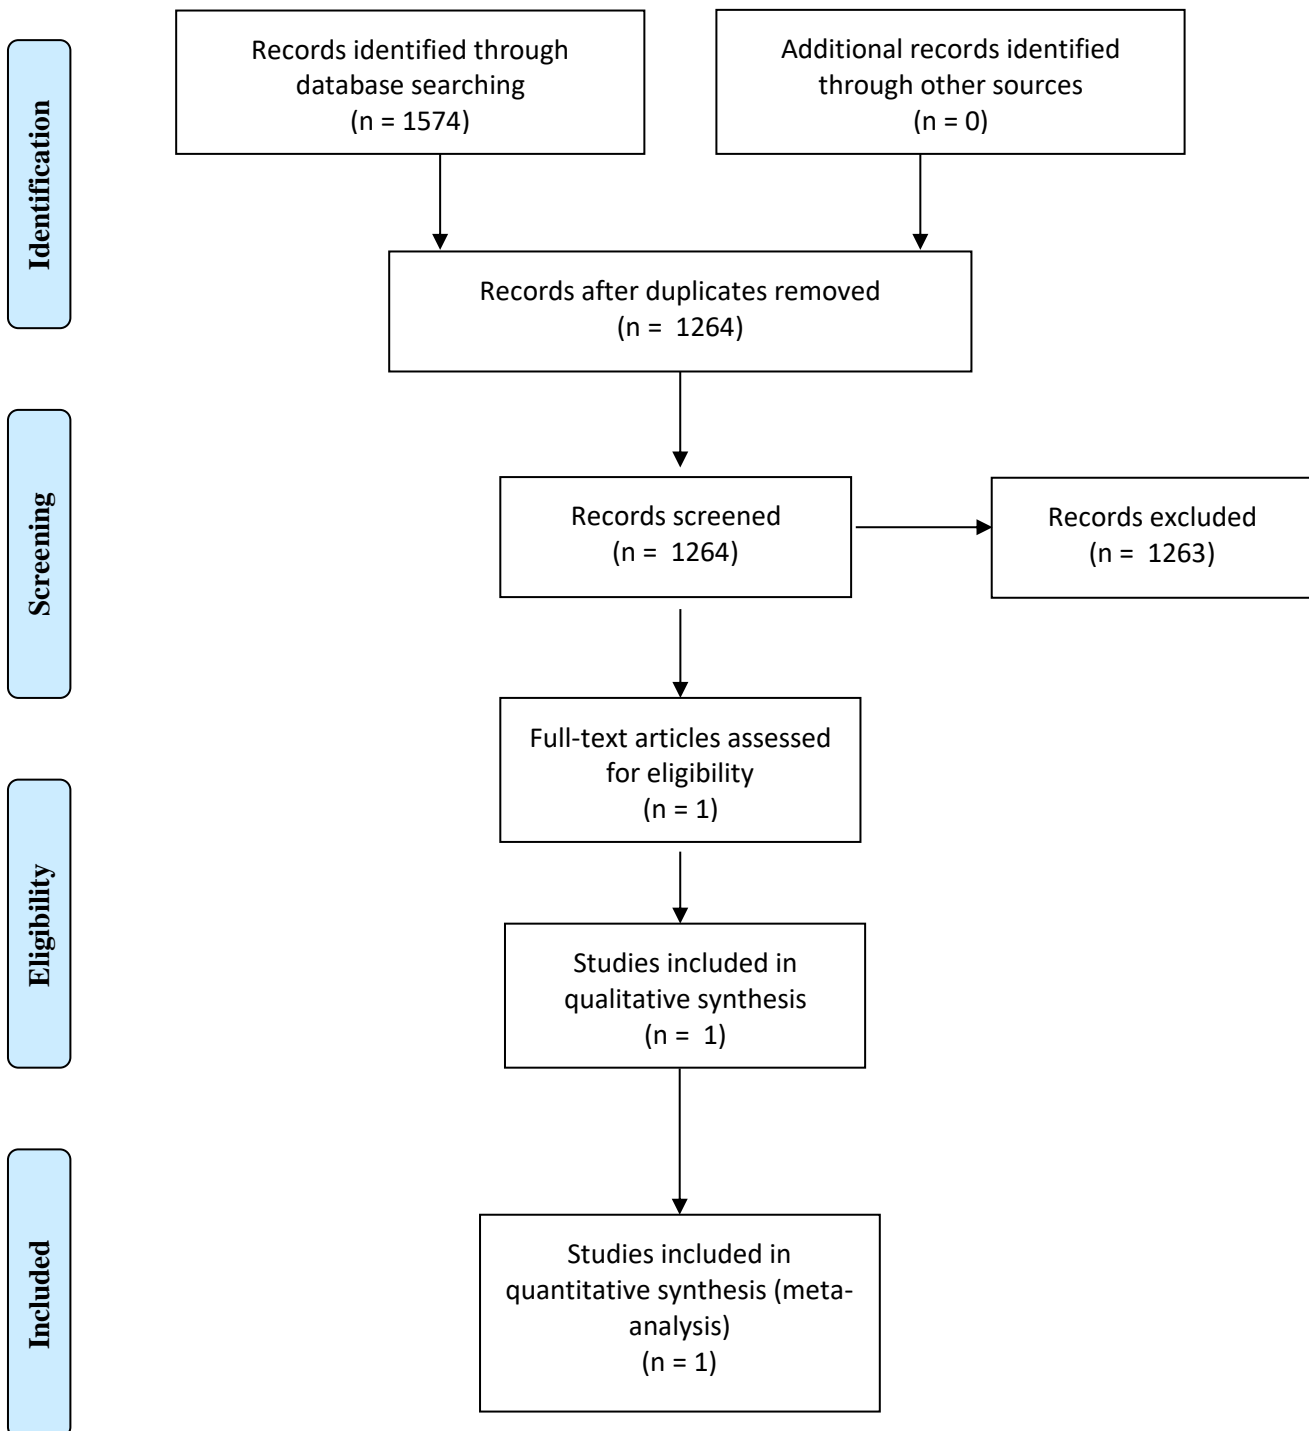 Identification
Records identified through
database searching
(n = 1574)
Additional records identified
through other sources
(n = 0)
Records after duplicates removed
(n =  1264)
Screening
Records screened
(n =  1264)
Records excluded
(n =  1263)
Full-text articles assessed
for eligibility
(n = 1)
Eligibility
Studies included in
qualitative synthesis
(n =  1)
Included
Studies included in
quantitative synthesis (meta-
analysis)
(n = 1)